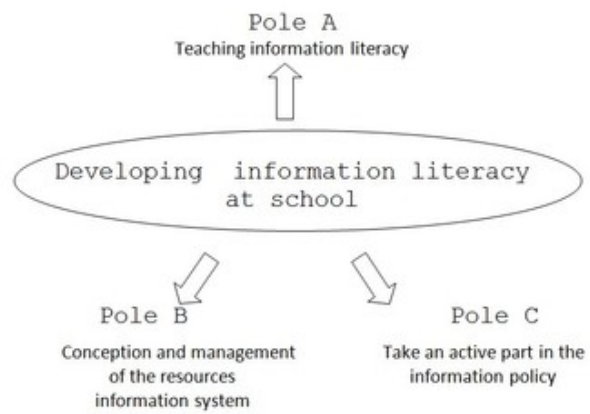 Pole A
Teaching information literacy
Developing information literacy
at school
Pole B
Conception and management
of the resources
information system
Pole C
Take an active part in the
information policy